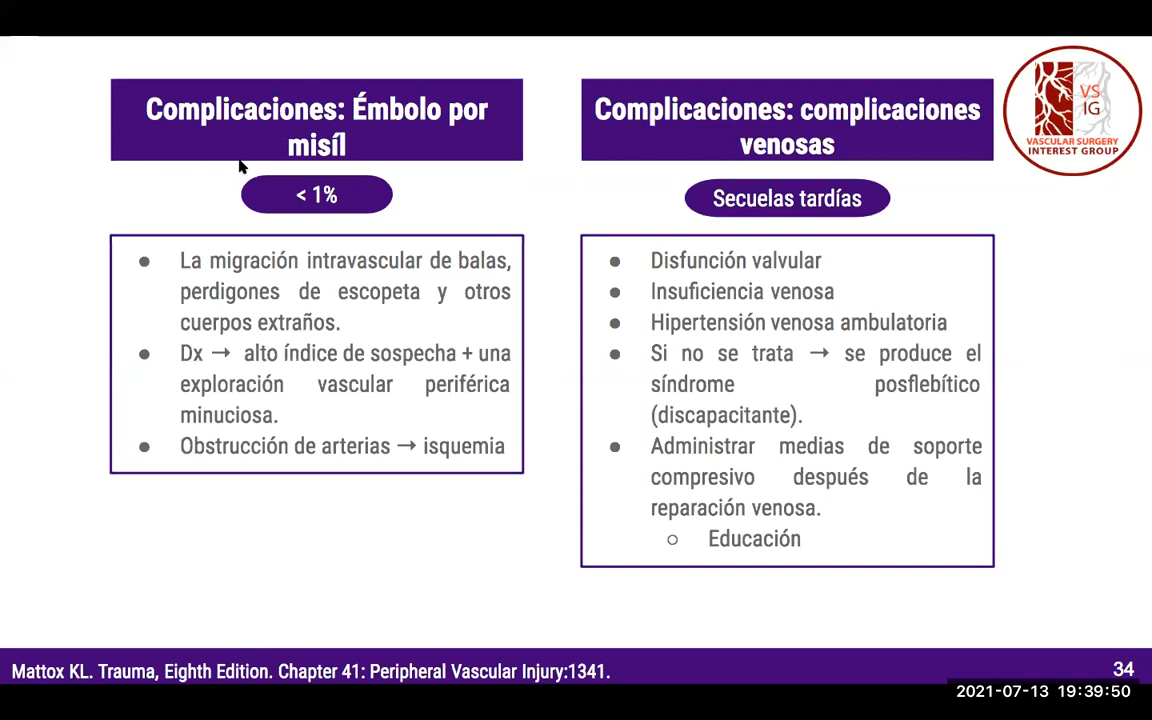 Complicaciones: Émbolo por
misíl
< 1%
● La migración intravascular de balas,
perdigones de escopeta y otros
cuerpos extraños.
● Dx → alto índice de sospecha + una
exploración vascular periférica
minuciosa.
● Obstrucción de arterias → isquemia
Complicaciones: complicaciones
venosas
Secuelas tardías
● Disfunción valvular
● Insuficiencia venosa
● Hipertensión venosa ambulatoria
● Si no se trata → se produce el
síndrome posflebítico
(discapacitante).
● Administrar medias de soporte
compresivo después de la
reparación venosa.
○ Educación
VS
IG
VASCULAR SURGERY
INTEREST GROUP
Mattox KL. Trauma, Eighth Edition. Chapter 41: Peripheral Vascular Injury:1341.
34
2021-07-13 19:39:50